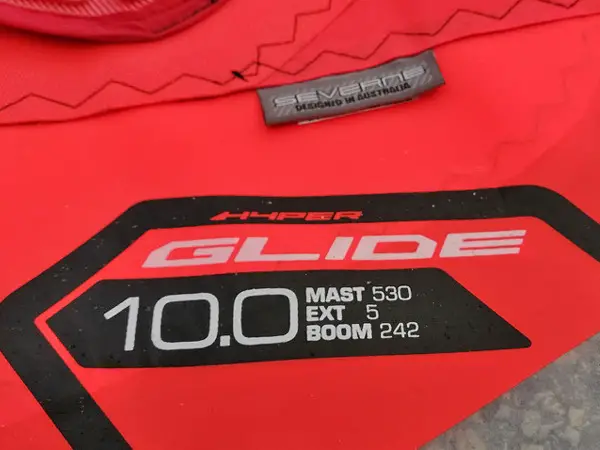 SEVERNE
DESIGNED IN AUSTRALIA
HYPER
GLIDE
10.0
MAST 530
EXT 5
BOOM 242